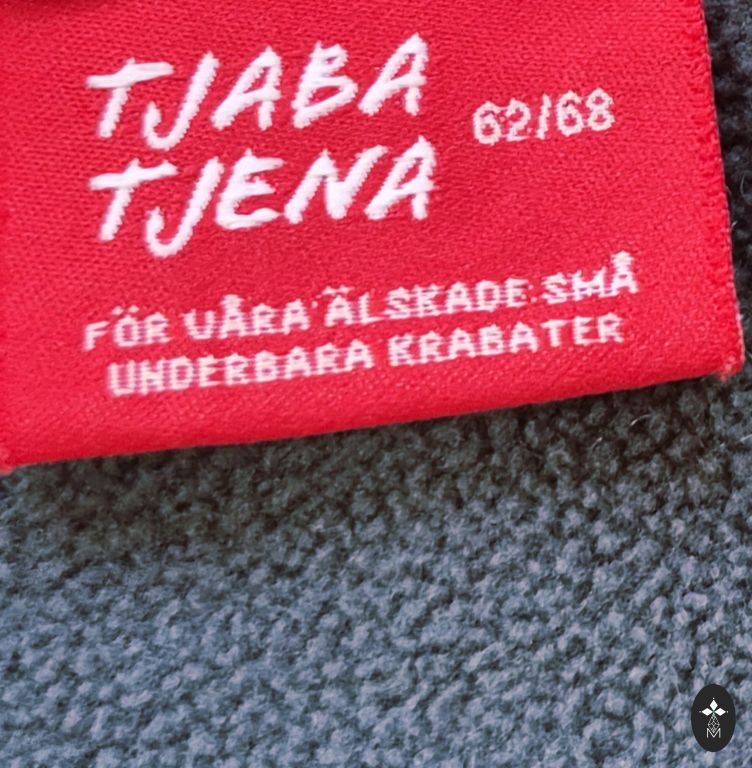 TJABA
TJENA
62/68
FÖR VÅRA ÄLSKADE SMÅ
UNDERBARA KRABATER
M